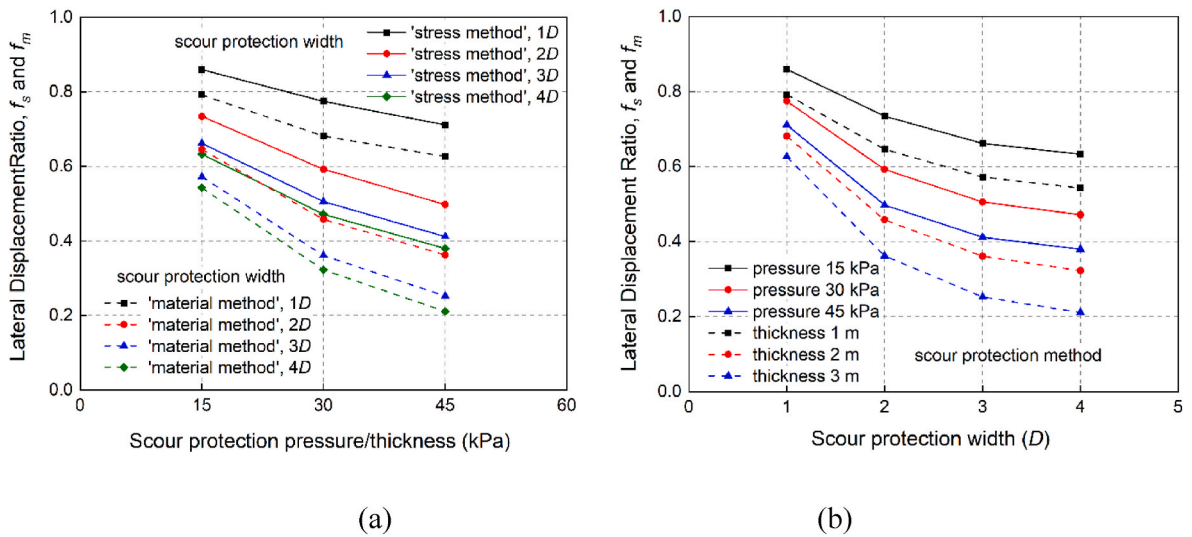 1.0
0.8
0.6
0.4
0.2
0.0
Lateral DisplacementRatio, fs and fm
scour protection width
'stress method', 1D
'stress method', 2D
'stress method', 3D
'stress method', 4D
scour protection width
'material method', 1D
'material method', 2D
'material method', 3D
'material method', 4D
0 15 30 45 60
Scour protection pressure/thickness (kPa)
(a)
1.0
0.8
0.6
0.4
0.2
0.0
Lateral Displacement Ratio, fs and fm
pressure 15 kPa
pressure 30 kPa
pressure 45 kPa
thickness 1 m
thickness 2 m
thickness 3 m
scour protection method
0 1 2 3 4 5
Scour protection width (D)
(b)